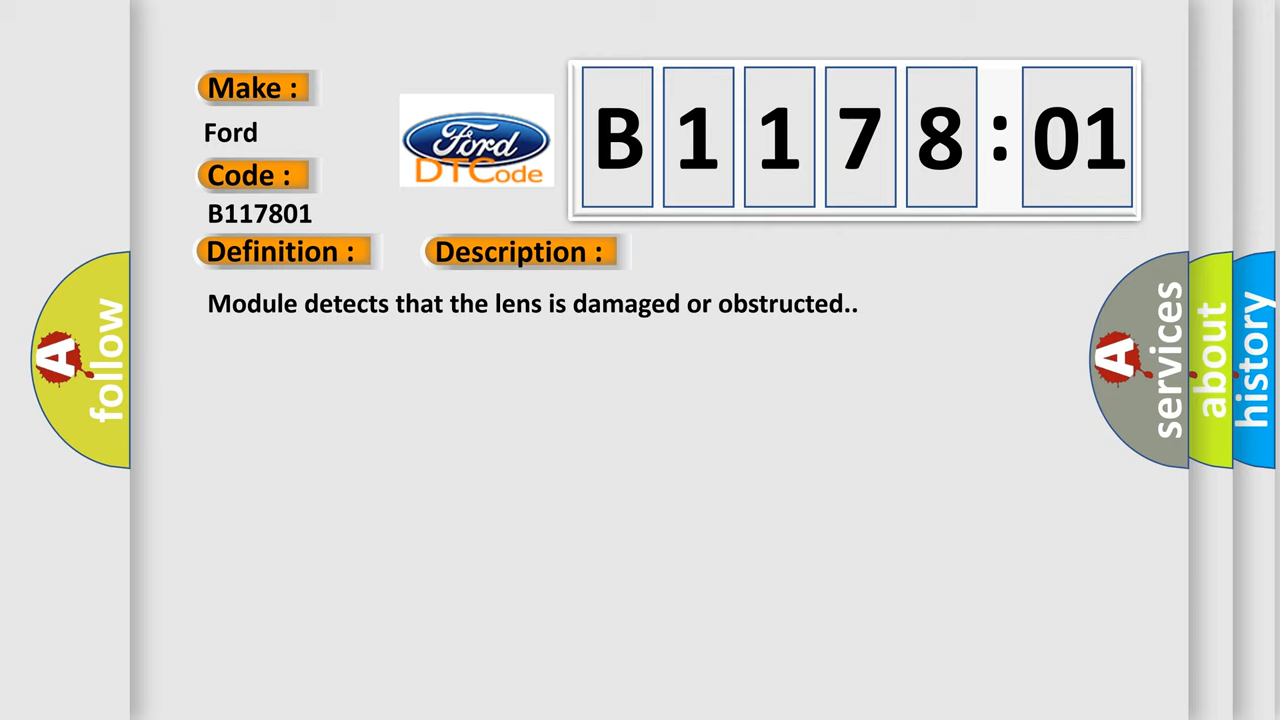 Make :
Ford
Code :
B117801
Definition :
Description :
Module detects that the lens is damaged or obstructed..
Ford
DTCode
B 1 1 7 8 : 01
A follow
A services
about
history